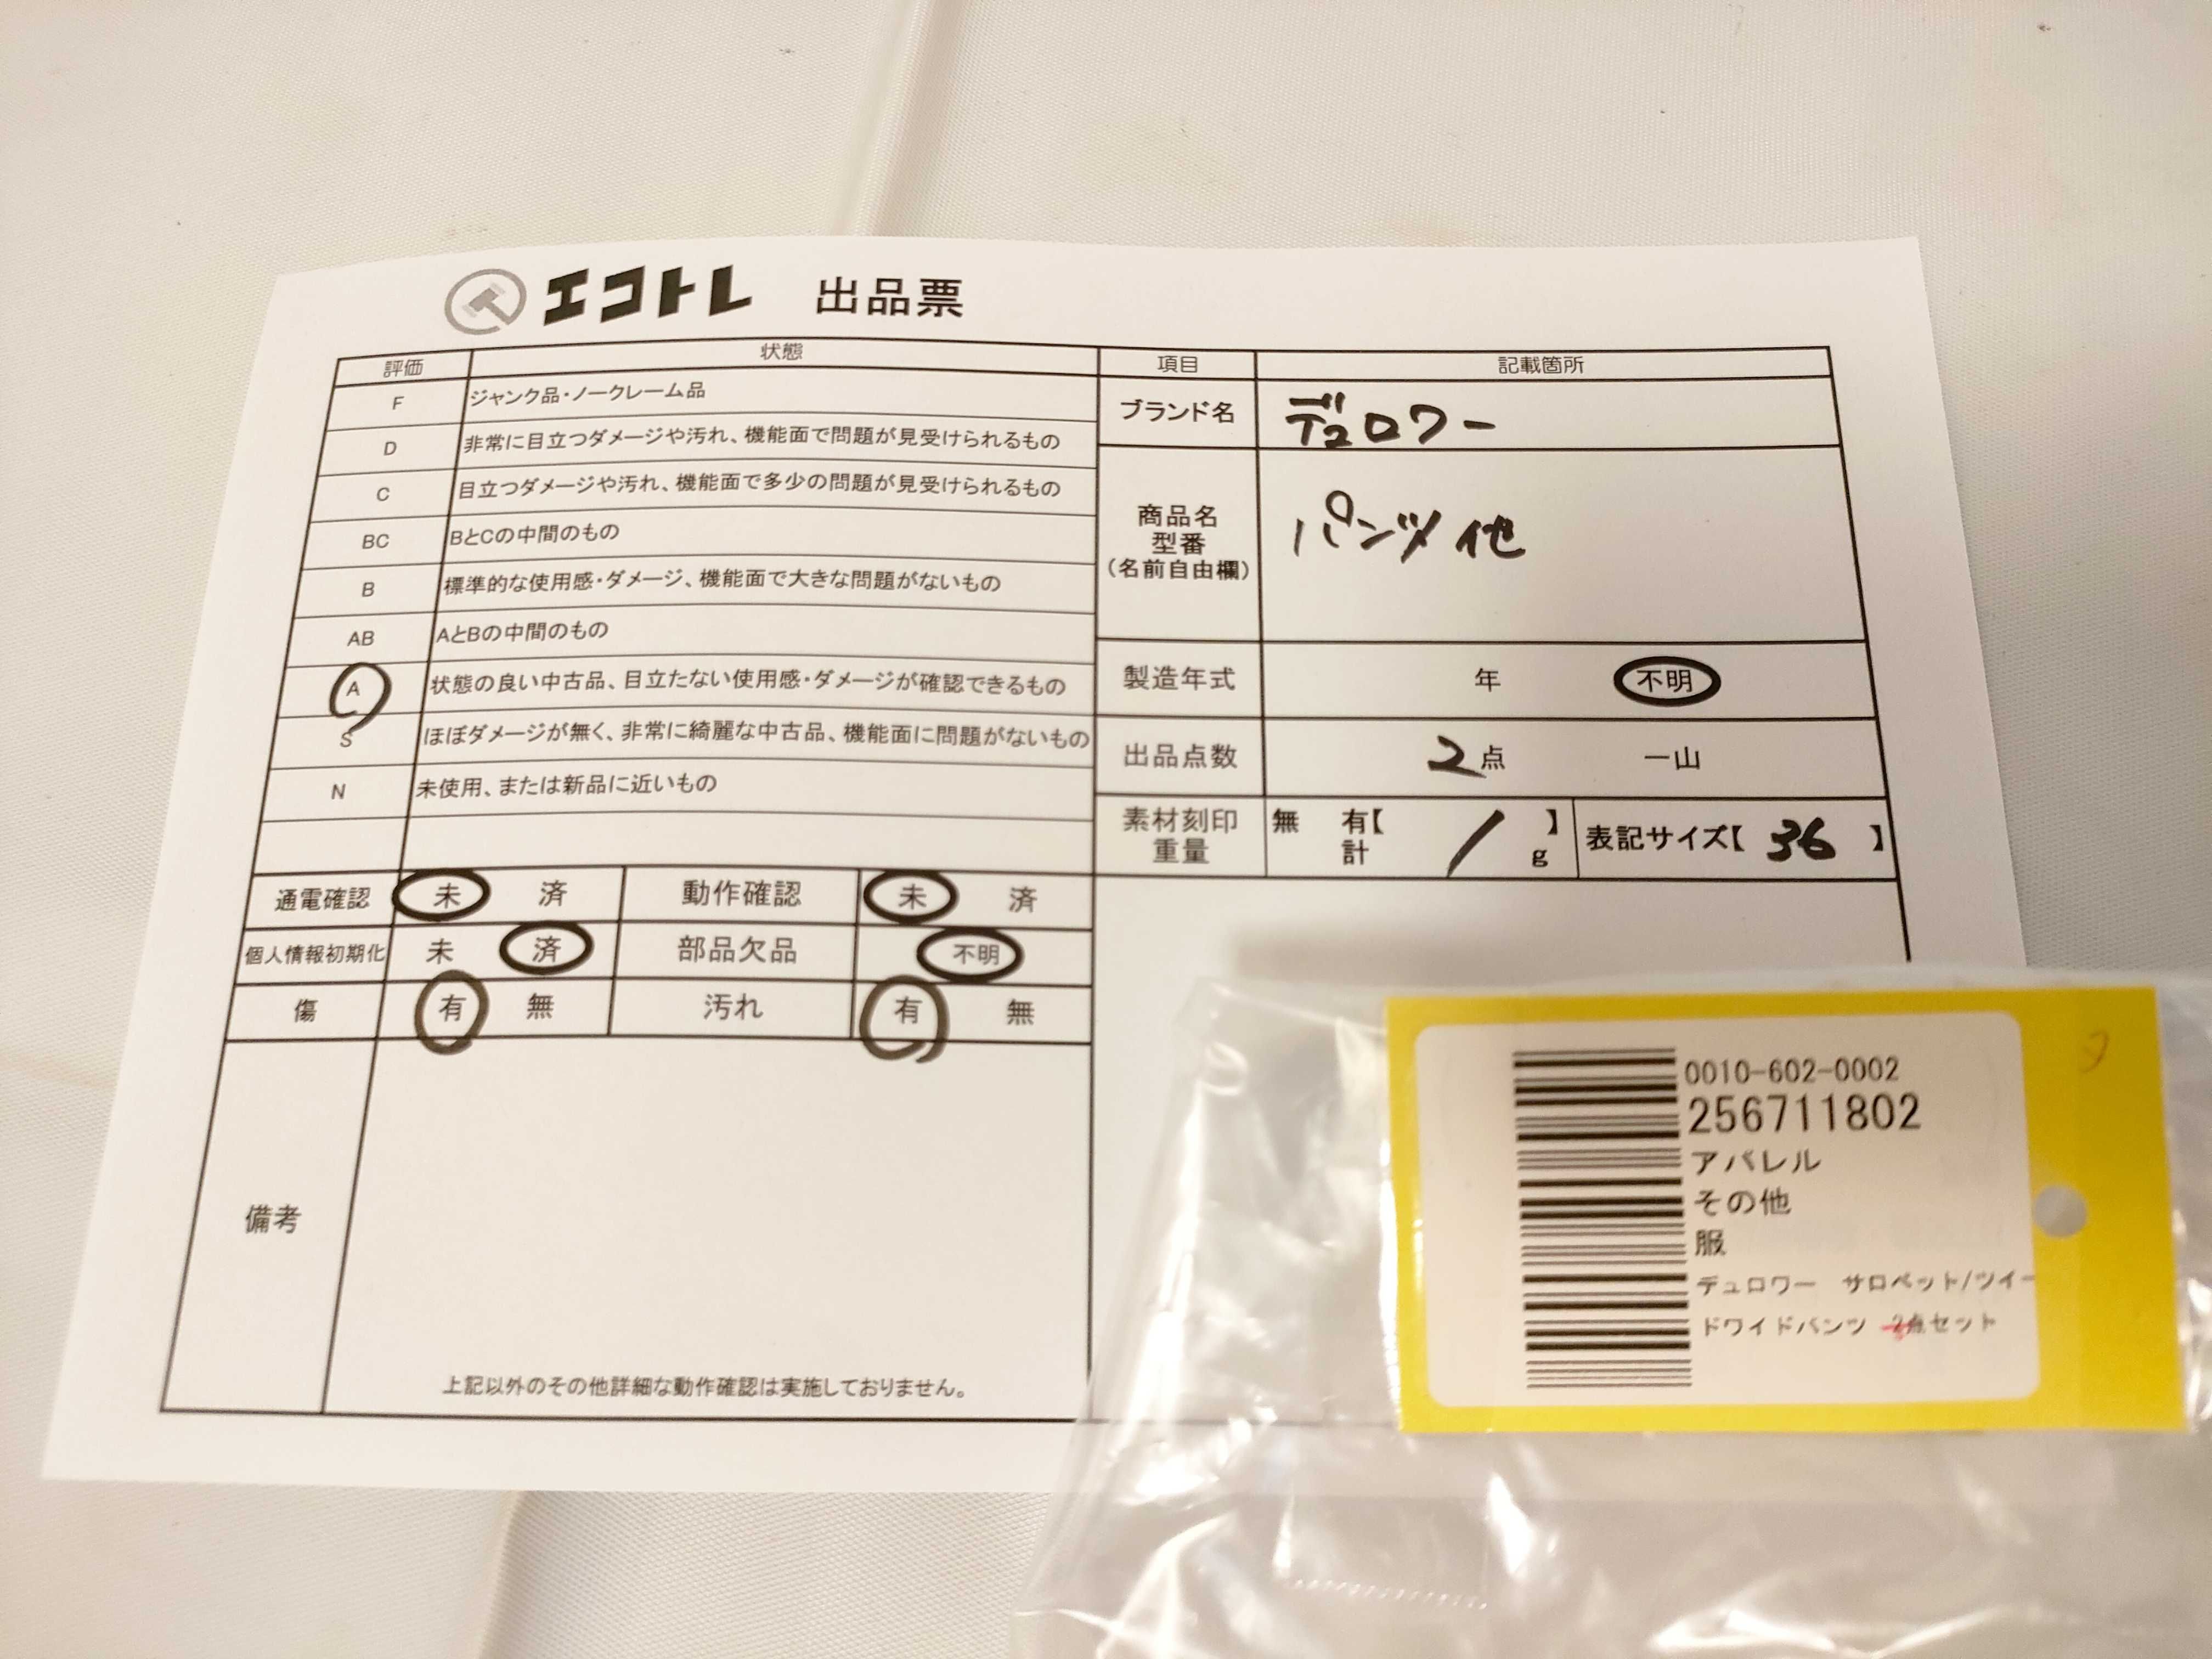 エコトレ 出品票
評価 状態
F ジャンク品・ノークレーム品
D 非常に目立つダメージや汚れ、機能面で問題が見受けられるもの
C 目立つダメージや汚れ、機能面で多少の問題が見受けられるもの
BC BとCの中間のもの
B 標準的な使用感・ダメージ、機能面で大きな問題がないもの
AB AとBの中間のもの
A 状態の良い中古品、目立たない使用感・ダメージが確認できるもの
S ほぼダメージが無く、非常に綺麗な中古品、機能面に問題がないもの
N 未使用、または新品に近いもの
通電確認 未 済 動作確認 未 済
個人情報初期化 未 済 部品欠品 不明
傷 有 無 汚れ 有 無
備考
上記以外のその他詳細な動作確認は実施しておりません。
項目 記載箇所
ブランド名 デュロワー
商品名
型番
(名前自由欄)
パンツ他
製造年式 年 不明
出品点数 2点 一山
素材刻印
重量
無 有【 / 】
計 g
表記サイズ【 36 】
0010-602-0002
256711802
アパレル
その他
服
デュロワー サロペット/ツイー
ドワイドパンツ 2点セット